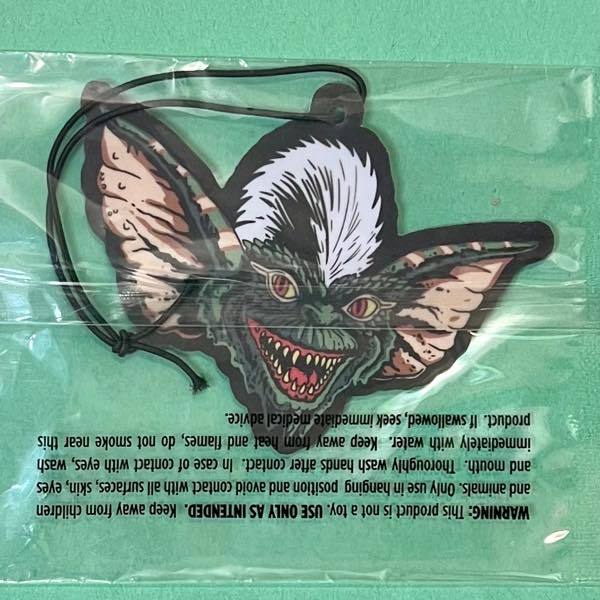 WARNING: This product is not a toy. USE ONLY AS INTENDED. Keep away from children
and animals. Only use in hanging position and avoid contact with all surfaces, skin, eyes
and mouth. Thoroughly wash hands after contact. In case of contact with eyes, wash
immediately with water. Keep away from heat and flames, do not smoke near this
product. If swallowed, seek immediate medical advice.